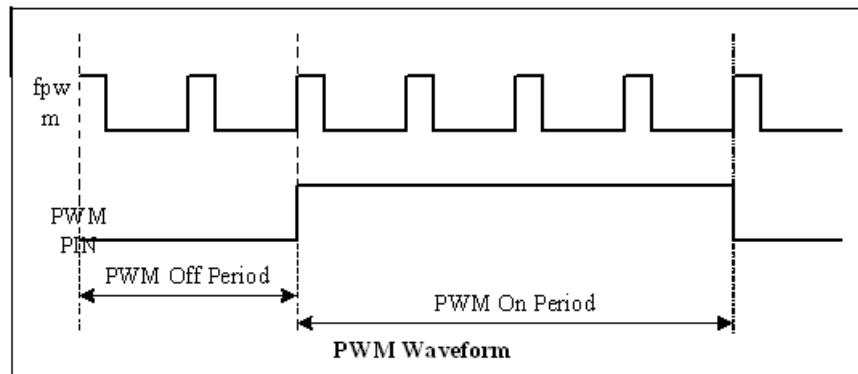 fpw
m
PWM
PIN
PWM Off Period
PWM On Period
PWM Waveform